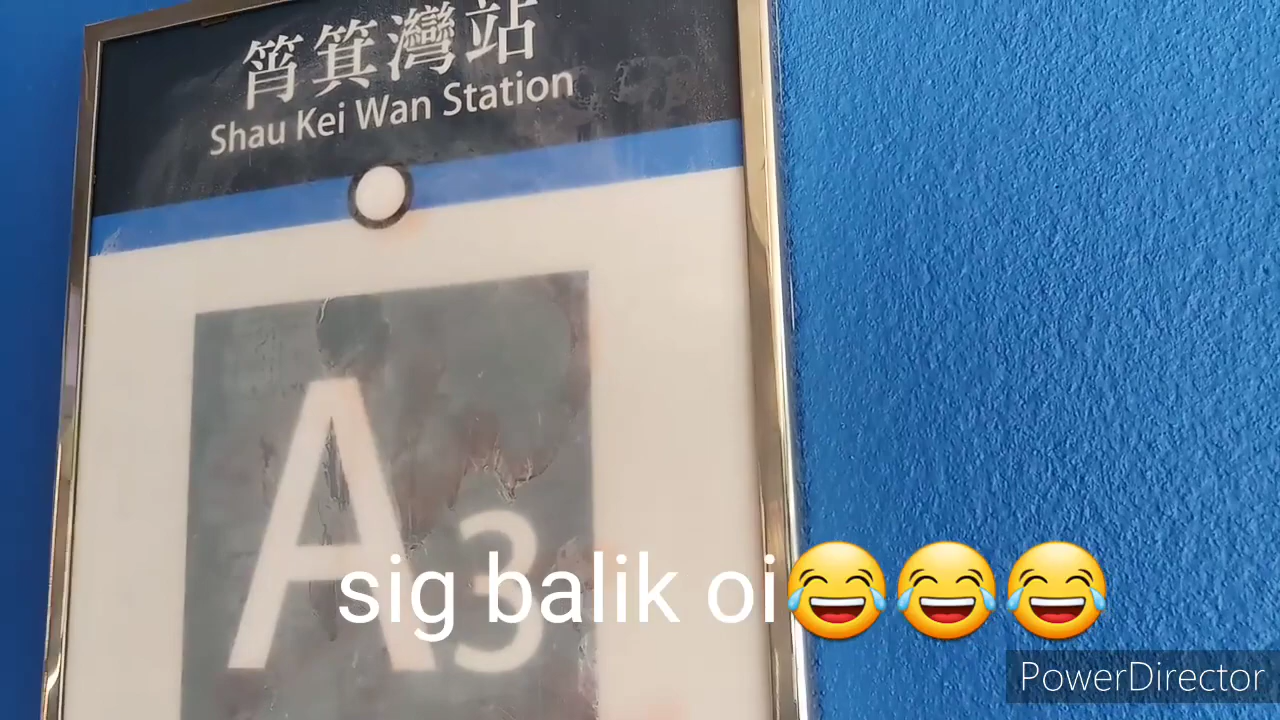 筲箕灣站
Shau Kei Wan Station
A3
sig balik oi😂😂😂
PowerDirector